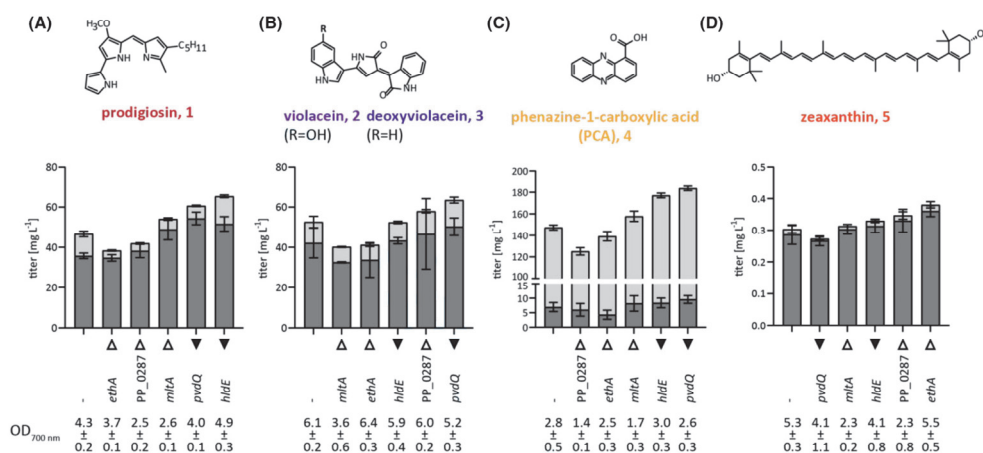 (A)
H₃CO
NH
N
C₅H₁₁
NH
prodigiosin, 1
(B)
R
O
NH
N
H
O
N
H
violacein, 2 deoxyviolacein, 3
(R=OH) (R=H)
(C)
O
OH
N
N
phenazine-1-carboxylic acid
(PCA), 4
(D)
HO
O
zeaxanthin, 5
titer [mg L⁻¹]
80
60
40
20
0
- ethA PP_0287 mltA pvdQ hldE
titer [mg L⁻¹]
80
60
40
20
0
- mltA ethA hldE PP_0287 pvdQ
titer [mg L⁻¹]
200
180
160
140
120
100
15
10
5
0
- PP_0287 ethA mltA hldE pvdQ
titer [mg L⁻¹]
0.5
0.4
0.3
0.2
0.1
0.0
- pvdQ mltA hldE PP_0287 ethA
OD700 nm
4.3 3.7 2.5 2.6 4.0 4.9
± ± ± ± ± ±
0.2 0.1 0.2 0.1 0.1 0.3
6.1 3.6 6.4 5.9 6.0 5.2
± ± ± ± ± ±
0.2 0.6 0.3 0.4 0.2 0.3
2.8 1.4 2.5 1.7 3.0 2.6
± ± ± ± ± ±
0.5 0.1 0.3 0.3 0.3 0.3
5.3 4.1 2.3 4.1 2.3 5.5
± ± ± ± ± ±
0.3 1.1 0.2 0.8 0.8 0.5